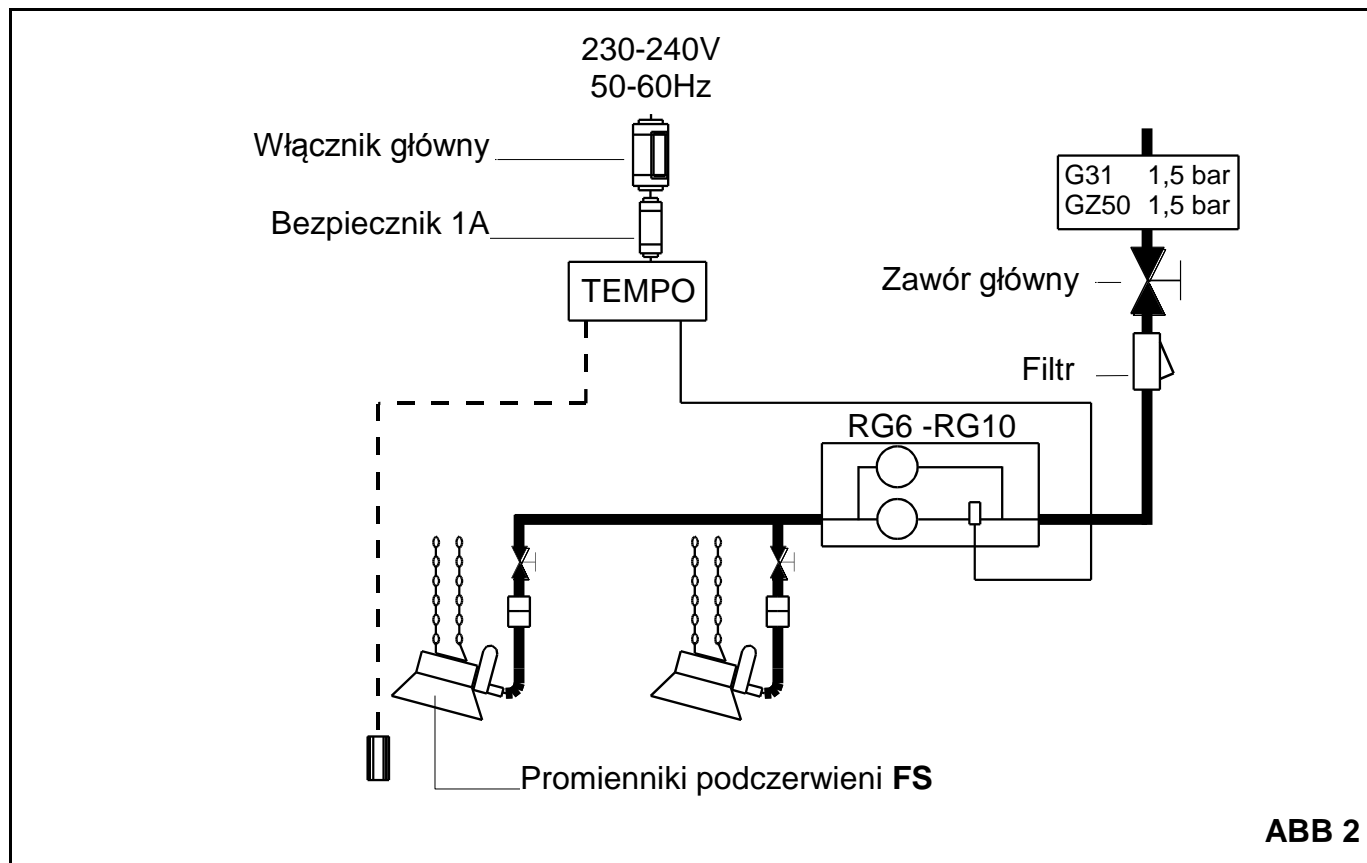 230-240V
50-60Hz
Włącznik główny
Bezpiecznik 1A
TEMPO
G31 1,5 bar
GZ50 1,5 bar
Zawór główny
Filtr
RG6 -RG10
Promienniki podczerwieni FS
ABB 2